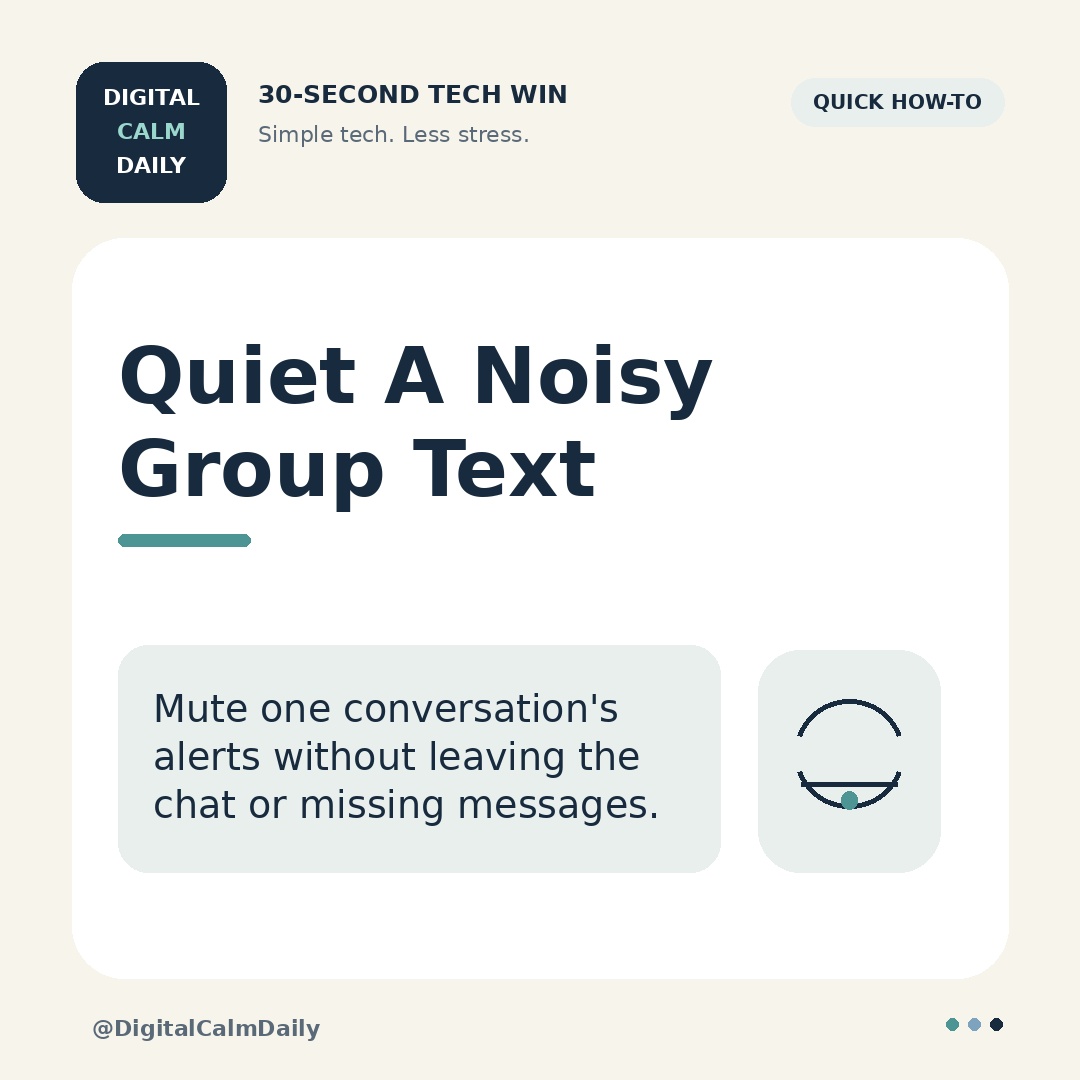 DIGITAL
CALM
DAILY
30-SECOND TECH WIN
Simple tech. Less stress.
QUICK HOW-TO
Quiet A Noisy
Group Text
Mute one conversation's
alerts without leaving the
chat or missing messages.
@DigitalCalmDaily